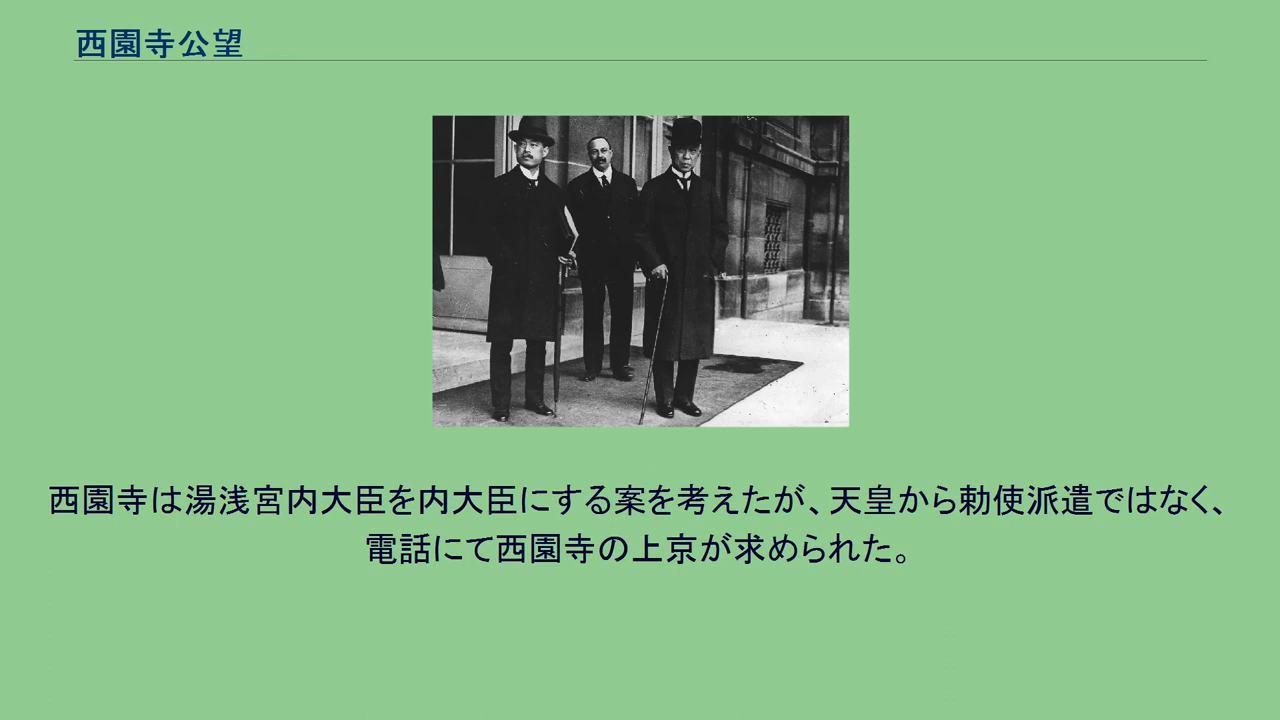 西園寺公望
西園寺は湯浅宮内大臣を内大臣にする案を考えたが、天皇から勅使派遣ではなく、
電話にて西園寺の上京が求められた。